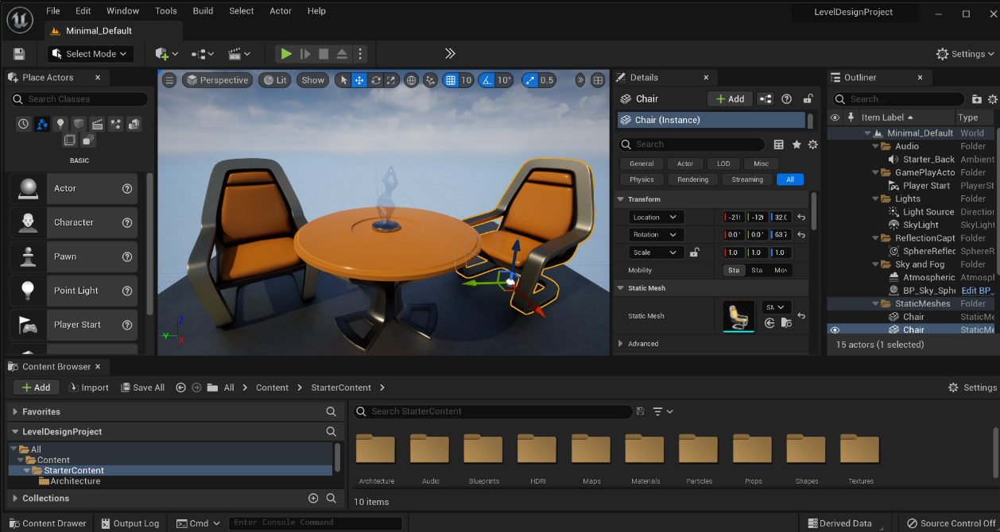 File Edit Window Tools Build Select Actor Help
LevelDesignProject
Minimal_Default
Select Mode
Settings
Place Actors
Search Classes
BASIC
Actor
Character
Pawn
Point Light
Player Start
Perspective Lit Show 10 10° 0.5
Z
Y
X
Details
Chair
Add
Chair (Instance)
Search
General Actor LOD Misc
Physics Rendering Streaming All
Transform
Location
Rotation 0.0 0.0 63.7
Scale 1.0 1.0 1.0
Mobility Sta Sta Mov
Static Mesh
Static Mesh
Advanced
Outliner
Search...
Item Label Type
Minimal_Default World
Audio Folder
Starter_Back Ambient
GamePlayActo Folder
Player Start PlayerSt
Lights Folder
Light Source Direction
SkyLight SkyLight
ReflectionCapt Folder
SphereReflec SphereR
Sky and Fog Folder
Atmospheric Atmosp
BP_Sky_Sphe Edit BP_
StaticMeshes Folder
Chair StaticMe
Chair StaticMe
15 actors (1 selected)
Content Browser
Add Import Save All All Content StarterContent
Settings
Favorites
LevelDesignProject
All
Content
StarterContent
Architecture
Collections
Search StarterContent
Architecture Audio Blueprints HDRI Maps Materials Particles Props Shapes Textures
10 items
Content Drawer Output Log Cmd Enter Console Command
Derived Data Source Control Off